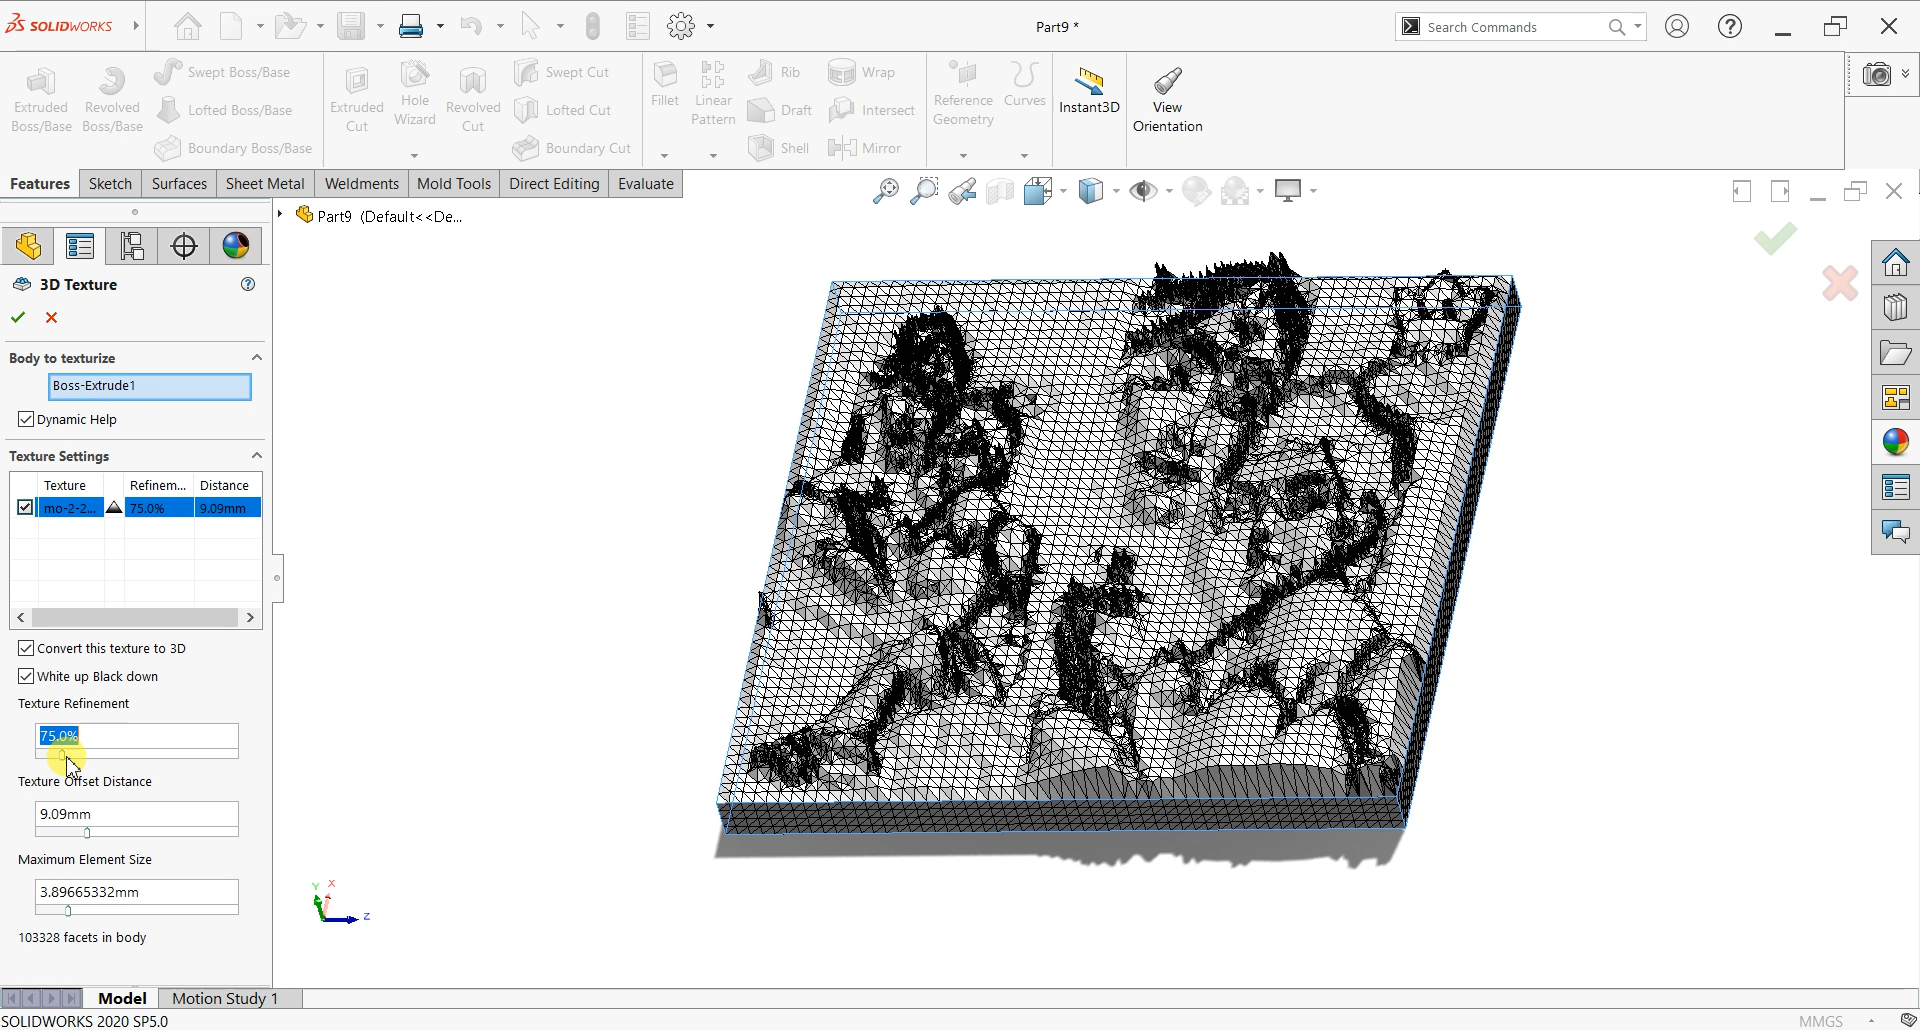 SOLIDWORKS
Part9 *
Search Commands
Extruded Boss/Base
Revolved Boss/Base
Swept Boss/Base
Lofted Boss/Base
Boundary Boss/Base
Extruded Cut
Hole Wizard
Revolved Cut
Swept Cut
Lofted Cut
Boundary Cut
Fillet
Linear Pattern
Rib
Draft
Shell
Wrap
Intersect
Mirror
Reference Geometry
Curves
Instant3D
View Orientation
Features
Sketch
Surfaces
Sheet Metal
Weldments
Mold Tools
Direct Editing
Evaluate
Part9 (Default<<De...
3D Texture
Body to texturize
Boss-Extrude1
Dynamic Help
Texture Settings
Texture Refinem... Distance
mo-2-2... 75.0% 9.09mm
Convert this texture to 3D
White up Black down
Texture Refinement
75.0%
Texture Offset Distance
9.09mm
Maximum Element Size
3.89665332mm
103328 facets in body
Y
X
Z
Model
Motion Study 1
SOLIDWORKS 2020 SP5.0
MMGS